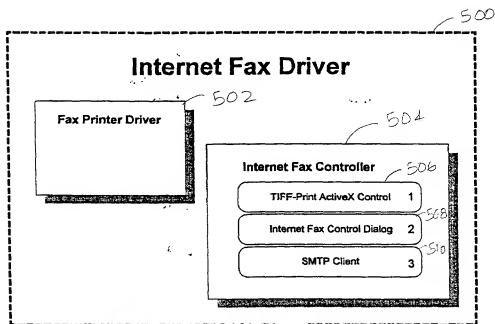 500
Internet Fax Driver
502
Fax Printer Driver
504
Internet Fax Controller
506
TIFF-Print ActiveX Control 1
508
Internet Fax Control Dialog 2
510
SMTP Client 3